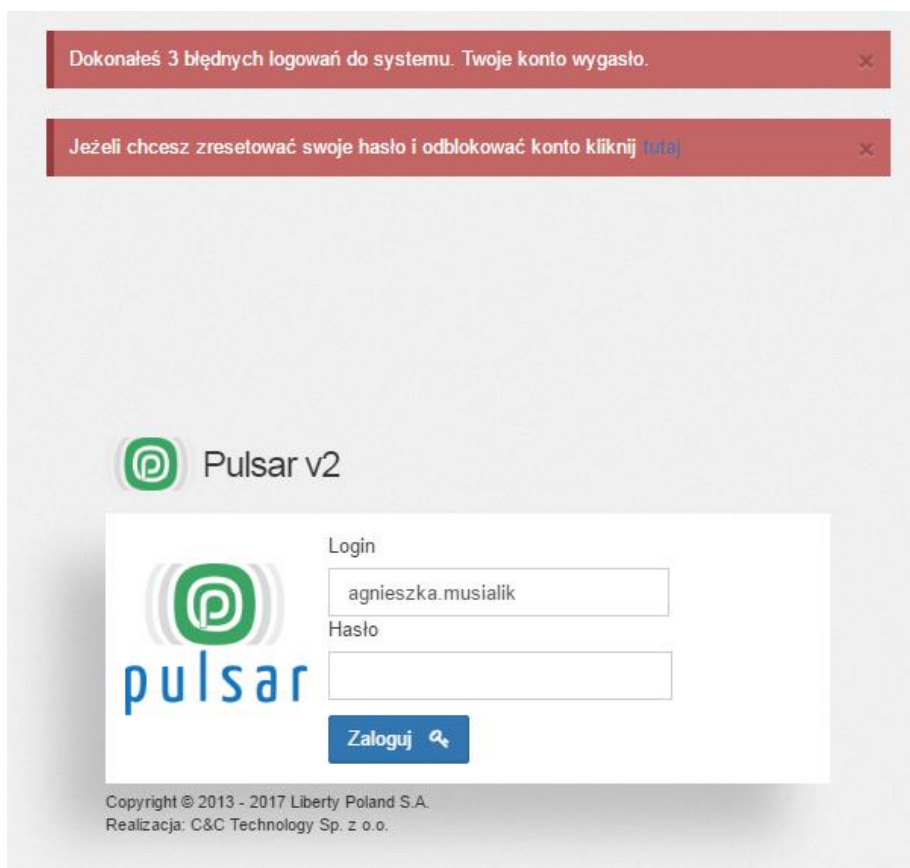 Dokonałeś 3 błędnych logowań do systemu. Twoje konto wygasło.
Jeżeli chcesz zresetować swoje hasło i odblokować konto kliknij tutaj
Pulsar v2
Login
agnieszka.musialik
Hasło
pulsar
Zaloguj
Copyright © 2013 - 2017 Liberty Poland S.A.
Realizacja: C&C Technology Sp. z o.o.